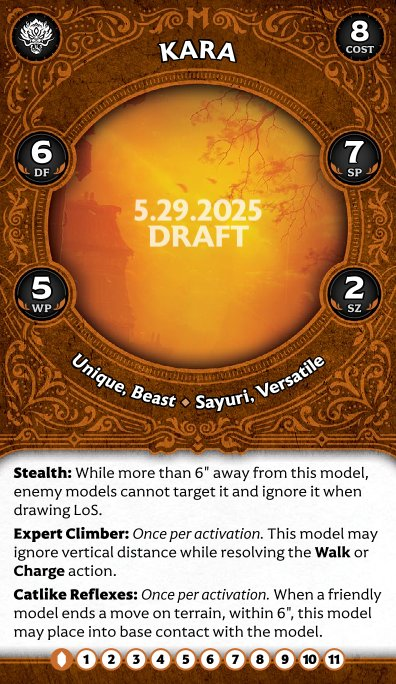 KARA
8
COST
6
DF
7
SP
5.29.2025
DRAFT
5
WP
2
SZ
Unique, Beast ◆ Sayuri, Versatile
Stealth: While more than 6" away from this model,
enemy models cannot target it and ignore it when
drawing LoS.
Expert Climber: Once per activation. This model may
ignore vertical distance while resolving the Walk or
Charge action.
Catlike Reflexes: Once per activation. When a friendly
model ends a move on terrain, within 6", this model
may place into base contact with the model.
1 2 3 4 5 6 7 8 9 10 11